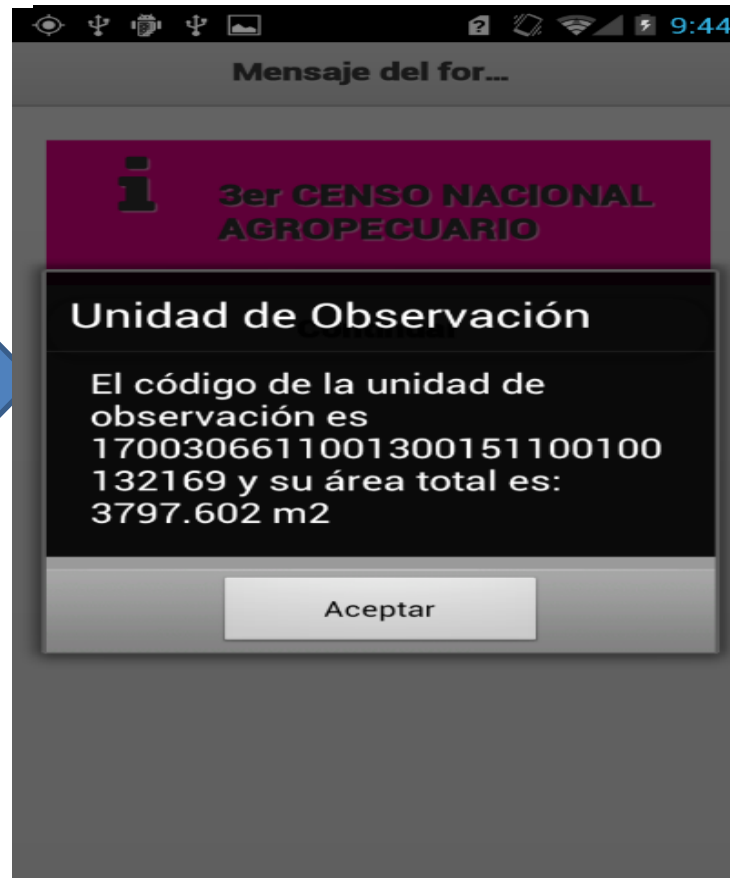 9:44
Mensaje del for...
3er CENSO NACIONAL
AGROPECUARIO
Unidad de Observación
El código de la unidad de
observación es
1700306611001300151100100
132169 y su área total es:
3797.602 m2
Aceptar